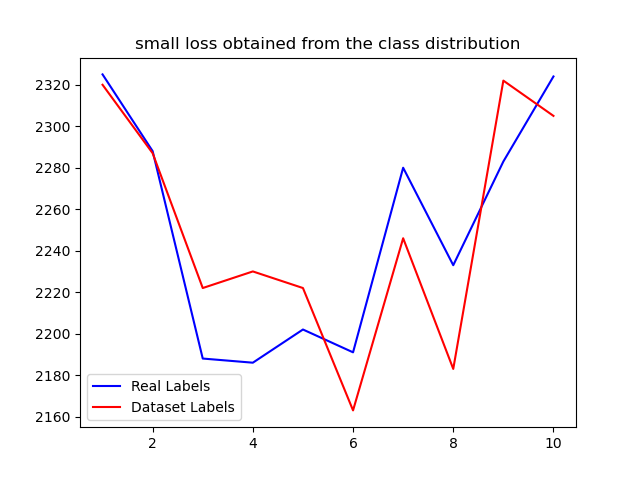 small loss obtained from the class distribution
2320
2300
2280
2260
2240
2220
2200
2180
2160
Real Labels
Dataset Labels
2 4 6 8 10